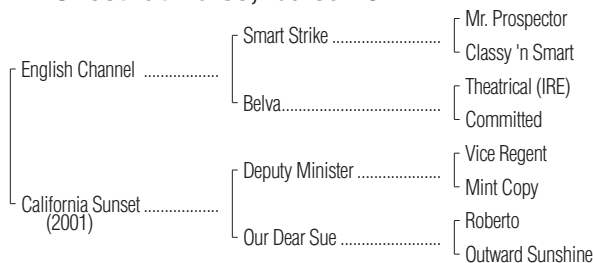 Mr. Prospector
Smart Strike ......................
Classy 'n Smart
English Channel ..................
Theatrical (IRE)
Belva.......................................
Committed
Vice Regent
Deputy Minister ....................
Mint Copy
California Sunset ..................
(2001)
Roberto
Our Dear Sue ........................
Outward Sunshine